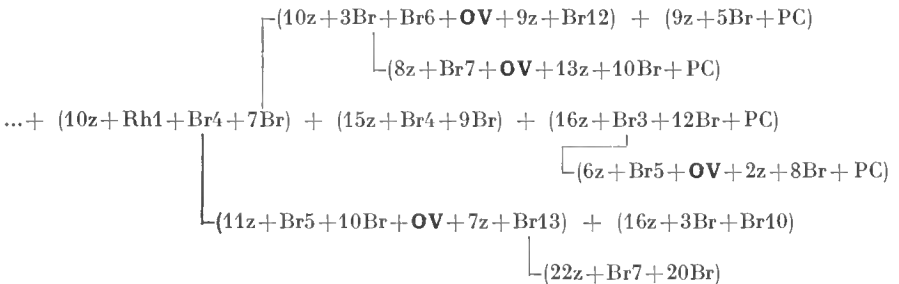 (10z+3Br+Br6+OV+9z+Br12) + (9z+5Br+PC)
(8z+Br7+OV+13z+10Br+PC)
...+ (10z+Rh1+Br4+7Br) + (15z+Br4+9Br) + (16z+Br3+12Br+PC)
(6z+Br5+OV+2z+8Br+PC)
(11z+Br5+10Br+OV+7z+Br13) + (16z+3Br+Br10)
(22z+Br7+20Br)